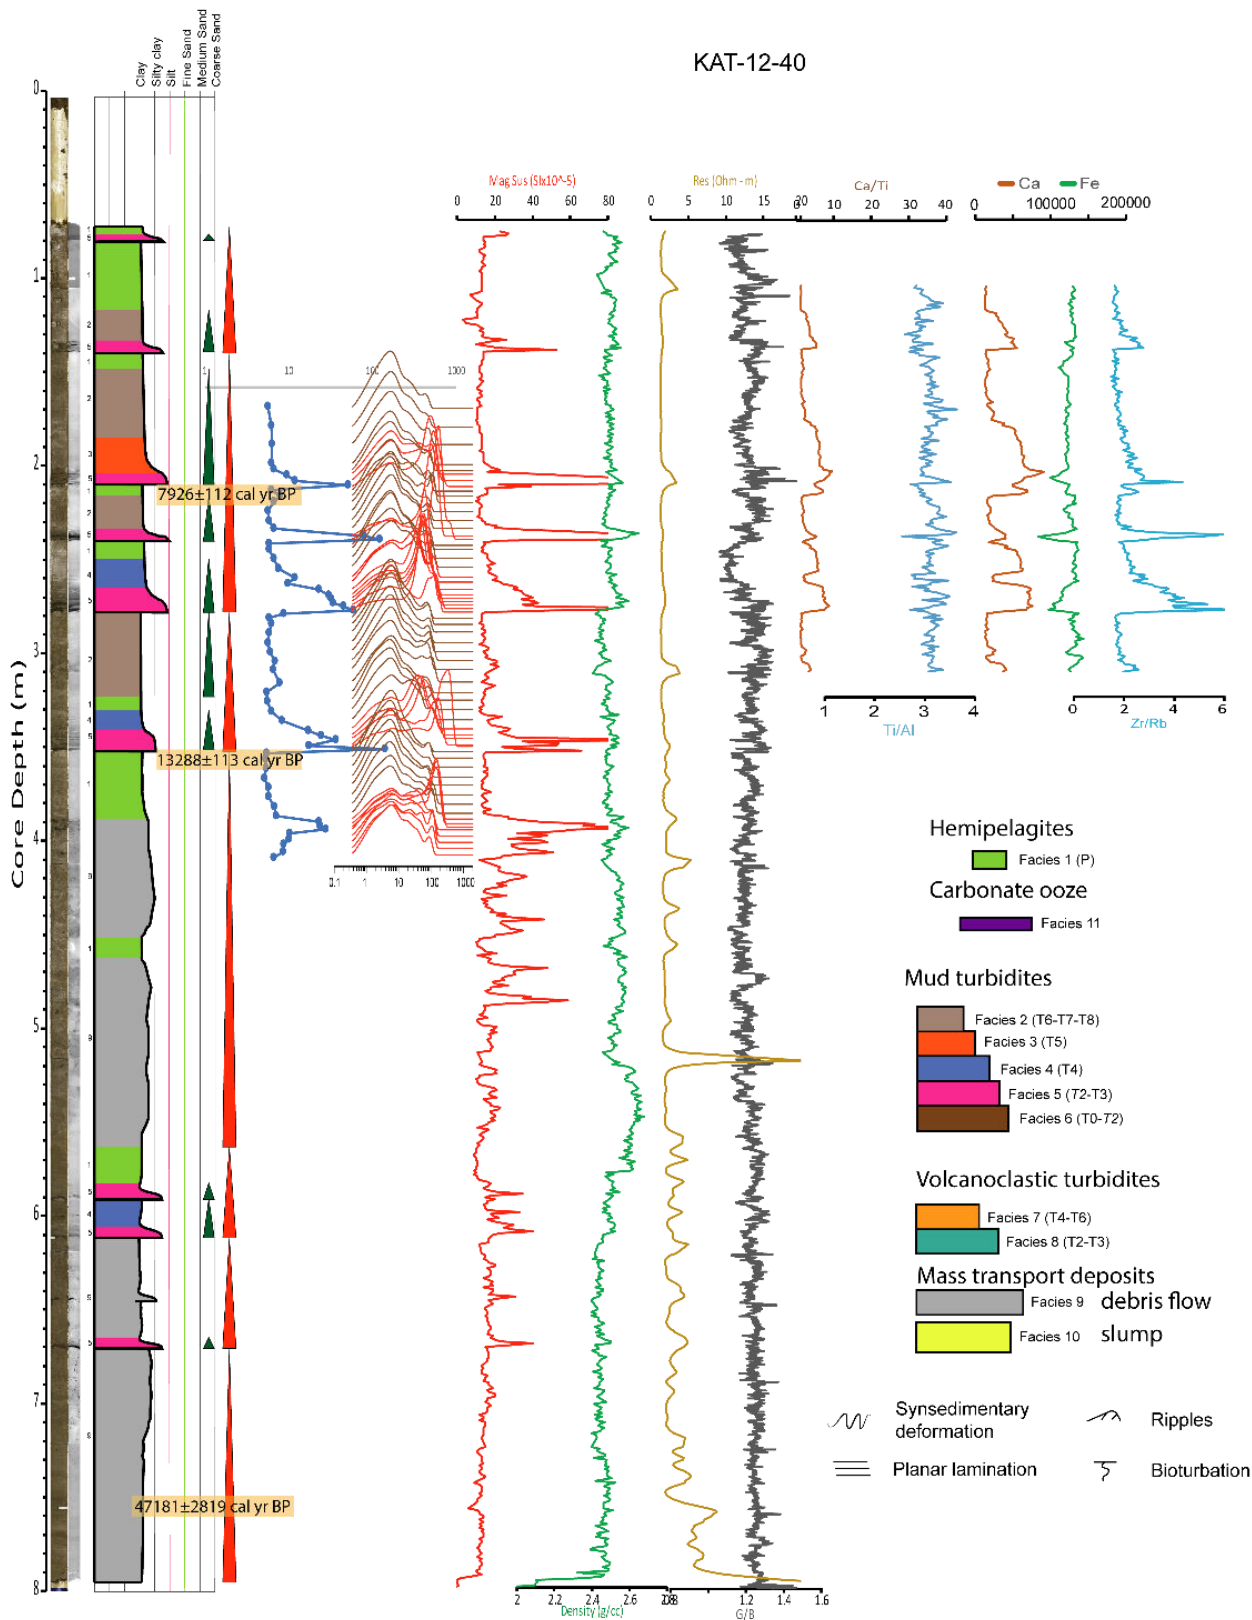 KAT-12-40
Clay
Silty clay
Silt
Fine Sand
Medium Sand
Coarse Sand
Core Depth (m)
0
1
2
3
4
5
6
7
8
Mag Sus (SIx10^-5)
0 20 40 60 80
Res (Ohm - m)
0 5 10 15
Ca/Ti
10 20 30 40
Ca Fe
0 100000 200000
1 10 100 1000
7926±112 cal yr BP
13288±113 cal yr BP
47181±2819 cal yr BP
0.1 1 10 100 1000
1 2 3 4
Ti/Al
0 2 4 6
Zr/Rb
Hemipelagites
Facies 1 (P)
Carbonate ooze
Facies 11
Mud turbidites
Facies 2 (T6-T7-T8)
Facies 3 (T5)
Facies 4 (T4)
Facies 5 (T2-T3)
Facies 6 (T0-T2)
Volcanoclastic turbidites
Facies 7 (T4-T6)
Facies 8 (T2-T3)
Mass transport deposits
Facies 9 debris flow
Facies 10 slump
Synsedimentary
deformation
Ripples
Planar lamination
Bioturbation
2 2.2 2.4 2.6
Density (g/cc)
1.2 1.4 1.6
G/B